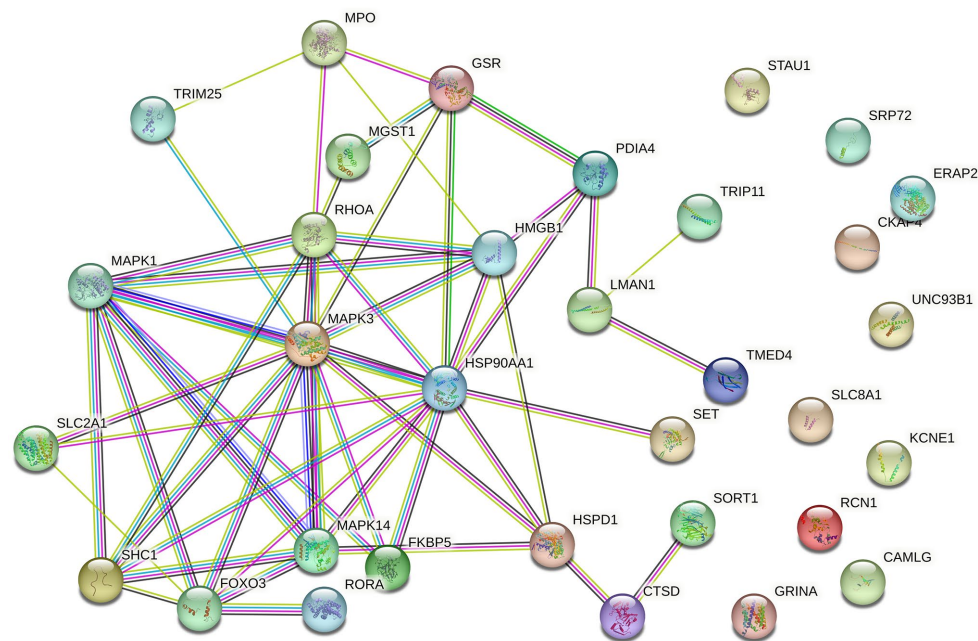 MPO
GSR
STAU1
TRIM25
SRP72
MGST1
PDIA4
ERAP2
TRIP11
RHOA
CKAP4
HMGB1
MAPK1
LMAN1
UNC93B1
MAPK3
HSP90AA1
TMED4
SLC8A1
SLC2A1
SET
KCNE1
SORT1
RCN1
MAPK14
HSPD1
FKBP5
SHC1
CAMLG
FOXO3
RORA
CTSD
GRINA